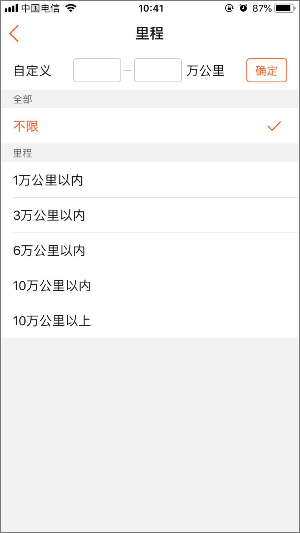 中国电信 10:41 87%
里程
自定义 — 万公里 确定
全部
不限
里程
1万公里以内
3万公里以内
6万公里以内
10万公里以内
10万公里以上